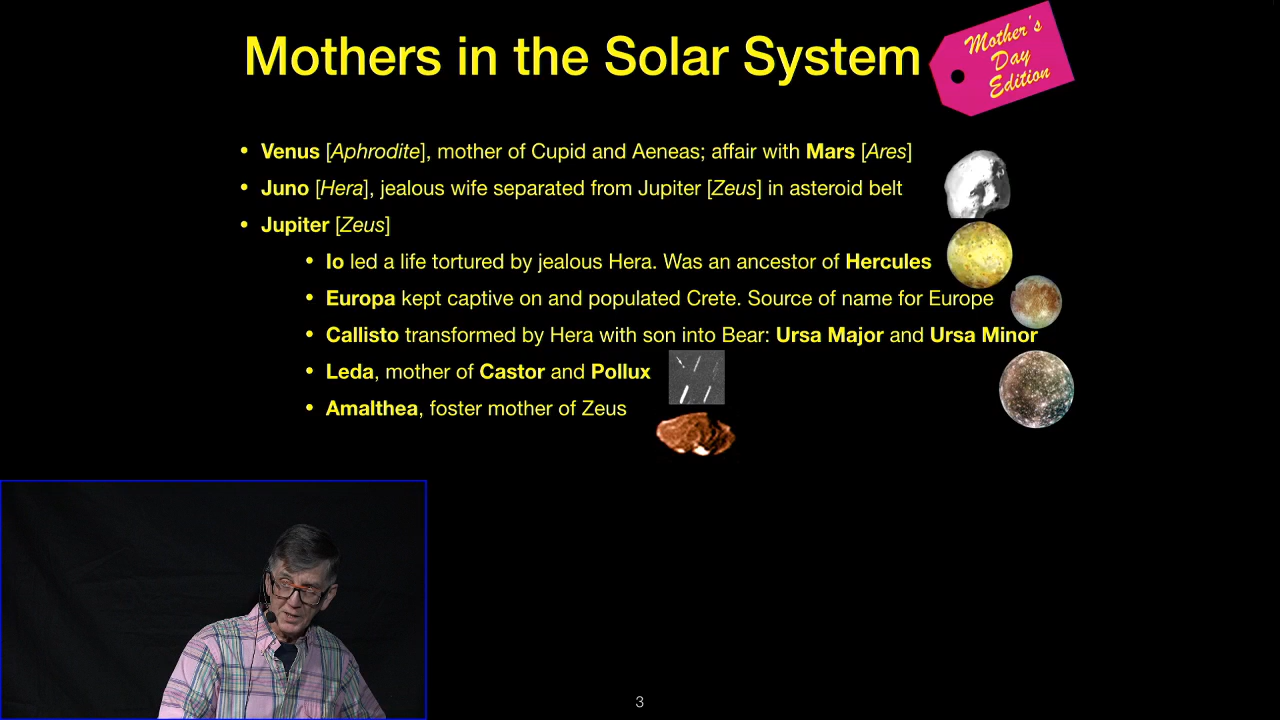 Mothers in the Solar System
Mother's
Day
Edition
• Venus [Aphrodite], mother of Cupid and Aeneas; affair with Mars [Ares]
• Juno [Hera], jealous wife separated from Jupiter [Zeus] in asteroid belt
• Jupiter [Zeus]
• Io led a life tortured by jealous Hera. Was an ancestor of Hercules
• Europa kept captive on and populated Crete. Source of name for Europe
• Callisto transformed by Hera with son into Bear: Ursa Major and Ursa Minor
• Leda, mother of Castor and Pollux
• Amalthea, foster mother of Zeus
3